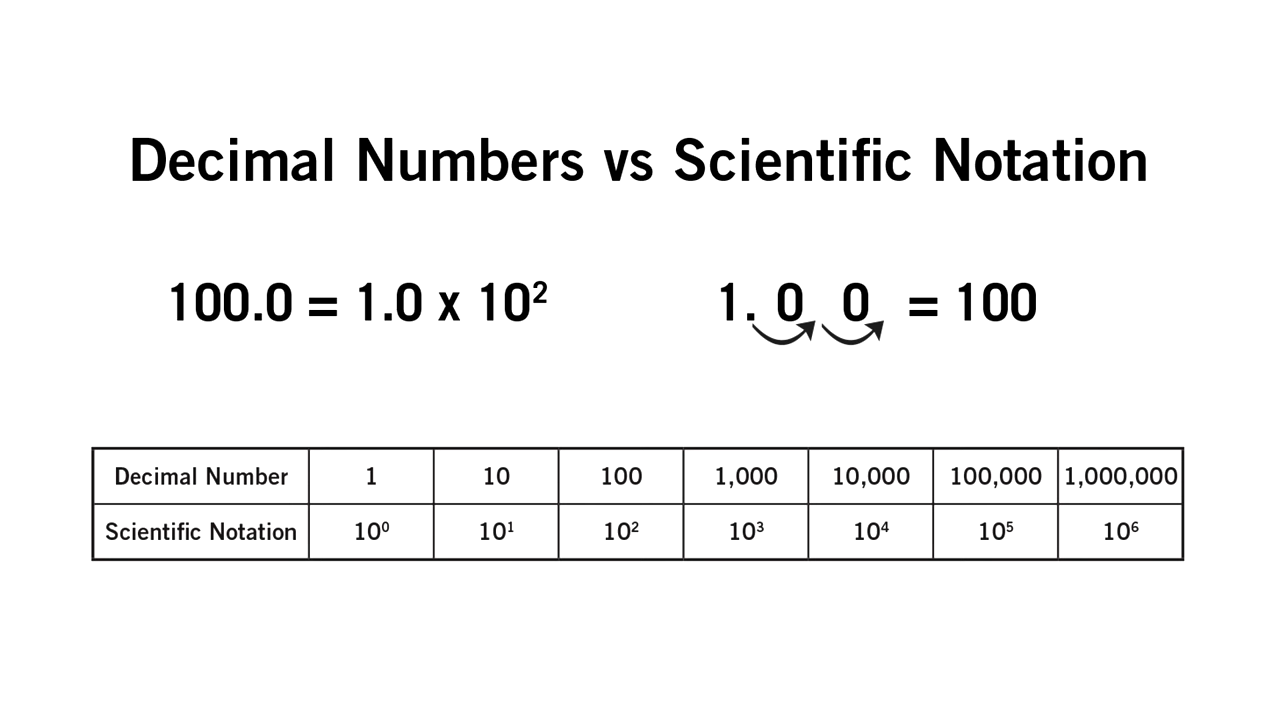 Decimal Numbers vs Scientific Notation
100.0 = 1.0 x 10² 1. 0 0 = 100
Decimal Number 1 10 100 1,000 10,000 100,000 1,000,000
Scientific Notation 10⁰ 10¹ 10² 10³ 10⁴ 10⁵ 10⁶